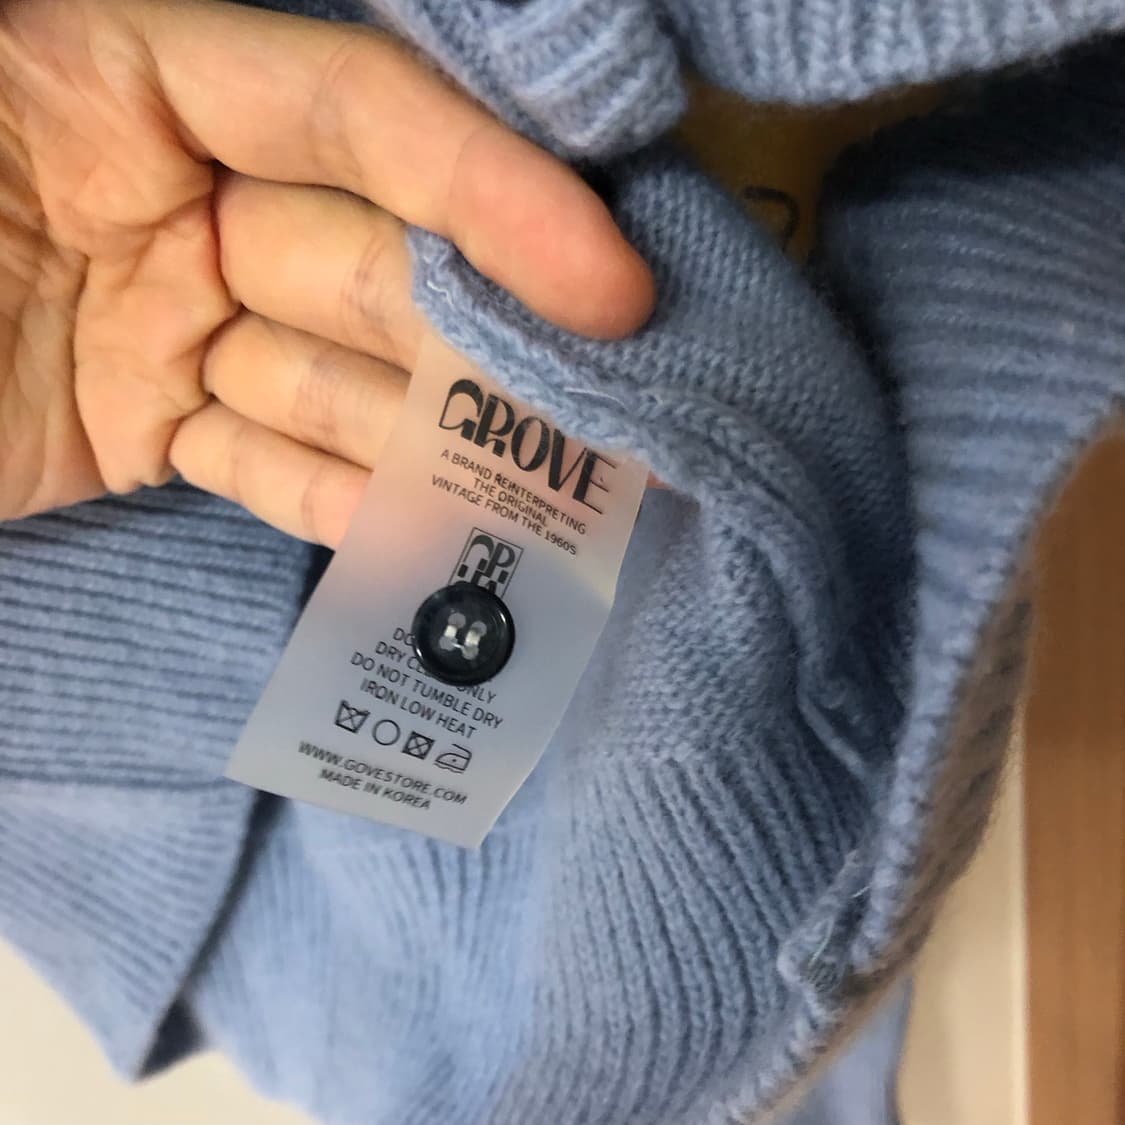 GROVE
A BRAND REINTERPRETING
THE ORIGINAL
VINTAGE FROM THE 1960S
GR
DRY ONLY
DO NOT TUMBLE DRY
IRON LOW HEAT
WWW.GOVESTORE.COM
MADE IN KOREA